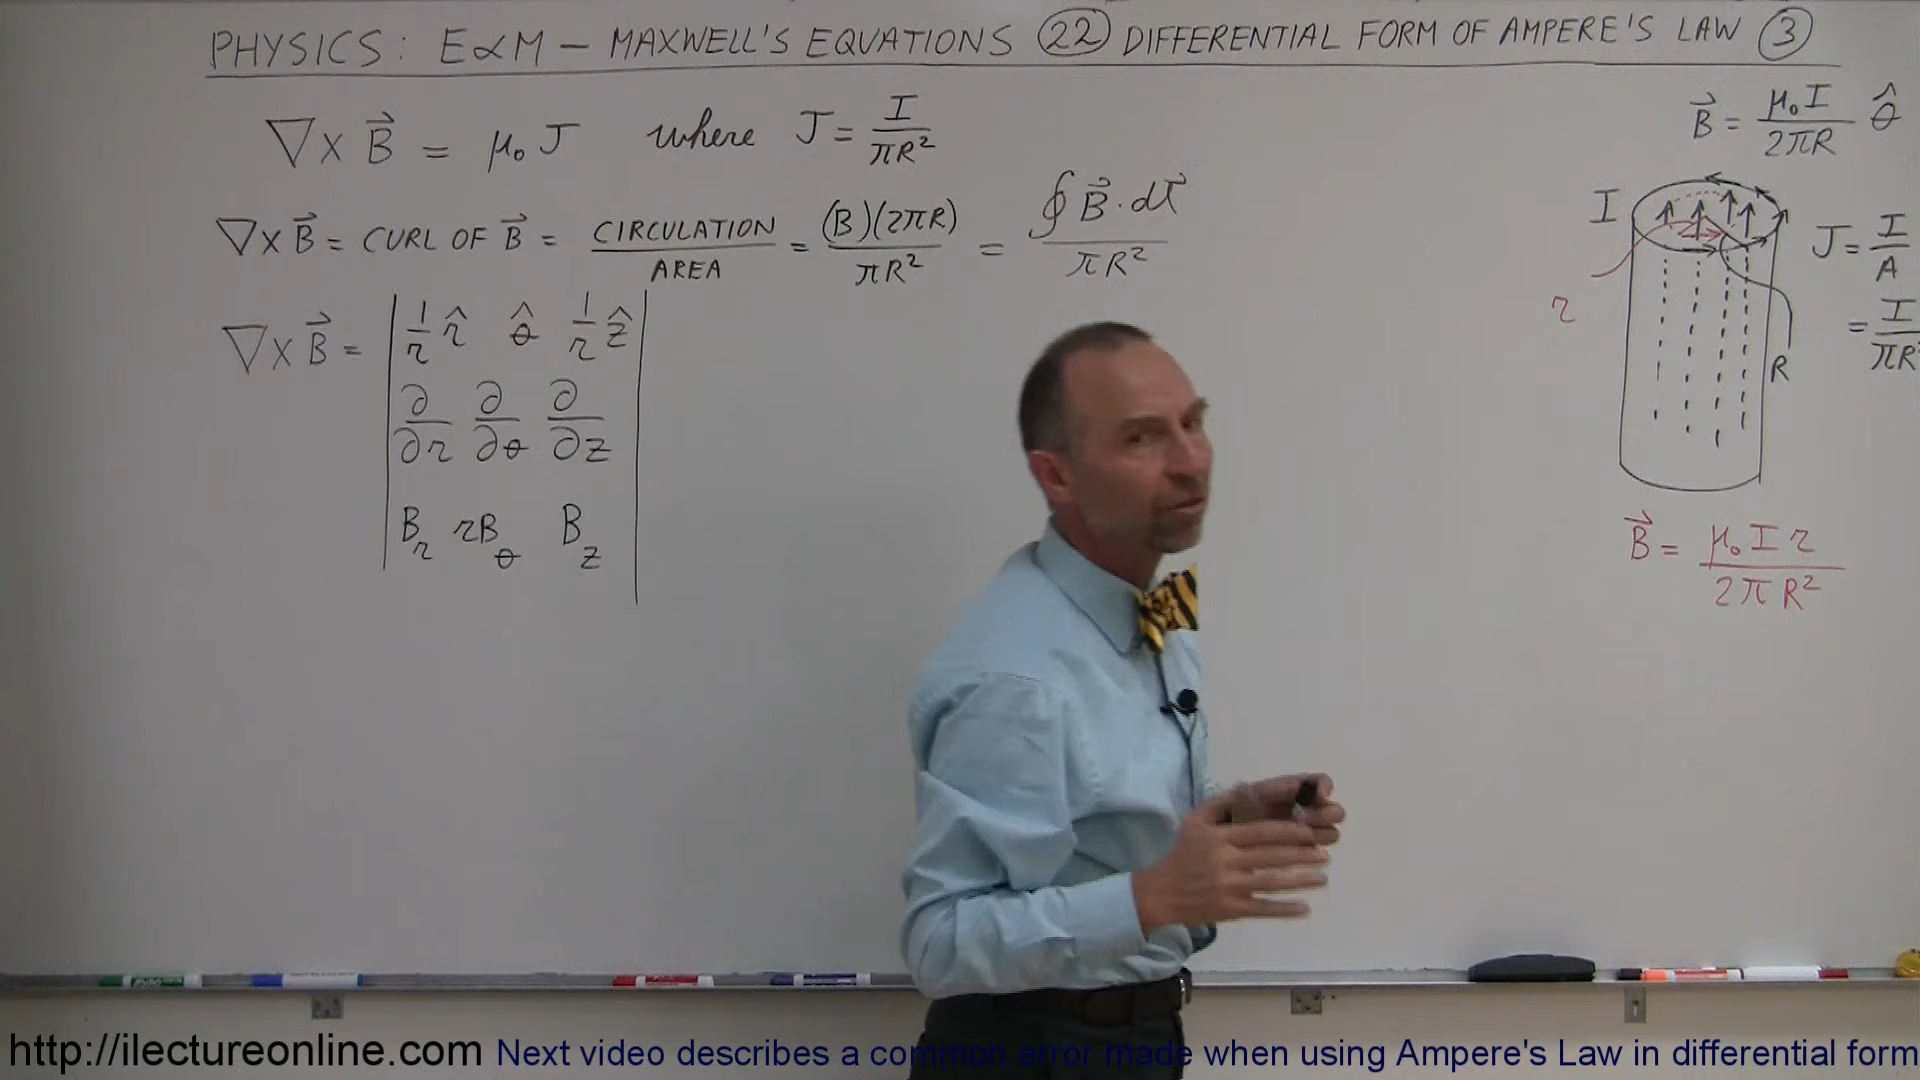 PHYSICS: E&M – MAXWELL'S EQUATIONS (22) DIFFERENTIAL FORM OF AMPERE'S LAW (3)
∇×B⃗ = μ₀J where J = I/πR²
∇×B⃗ = CURL OF B⃗ = CIRCULATION/AREA = (B)(2πR)/πR² = ∮B⃗·dl⃗/πR²
∇×B⃗ = | 1/r r̂ θ̂ 1/r ẑ |
∂/∂r ∂/∂θ ∂/∂z
B_r rB_θ B_z
B⃗ = μ₀I/2πR θ̂
I
J = I/A
= I/πR²
r
R
B⃗ = μ₀Ir/2πR²
http://ilectureonline.com Next video describes a common error made when using Ampere's Law in differential form